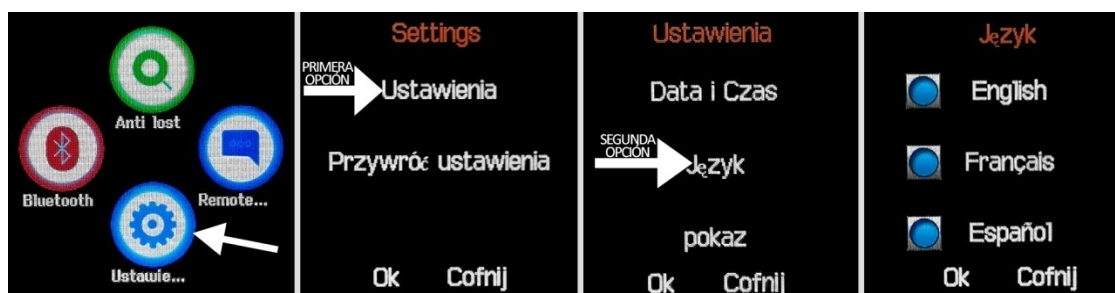 Anti lost
Bluetooth
Remote...
Ustawie...
Settings
PRIMERA
OPCIÓN
Ustawienia
Przywróć ustawienia
Ok Cofnij
Ustawienia
Data i Czas
SEGUNDA
OPCIÓN
Język
pokaz
Ok Cofnij
Język
English
Français
Español
Ok Cofnij